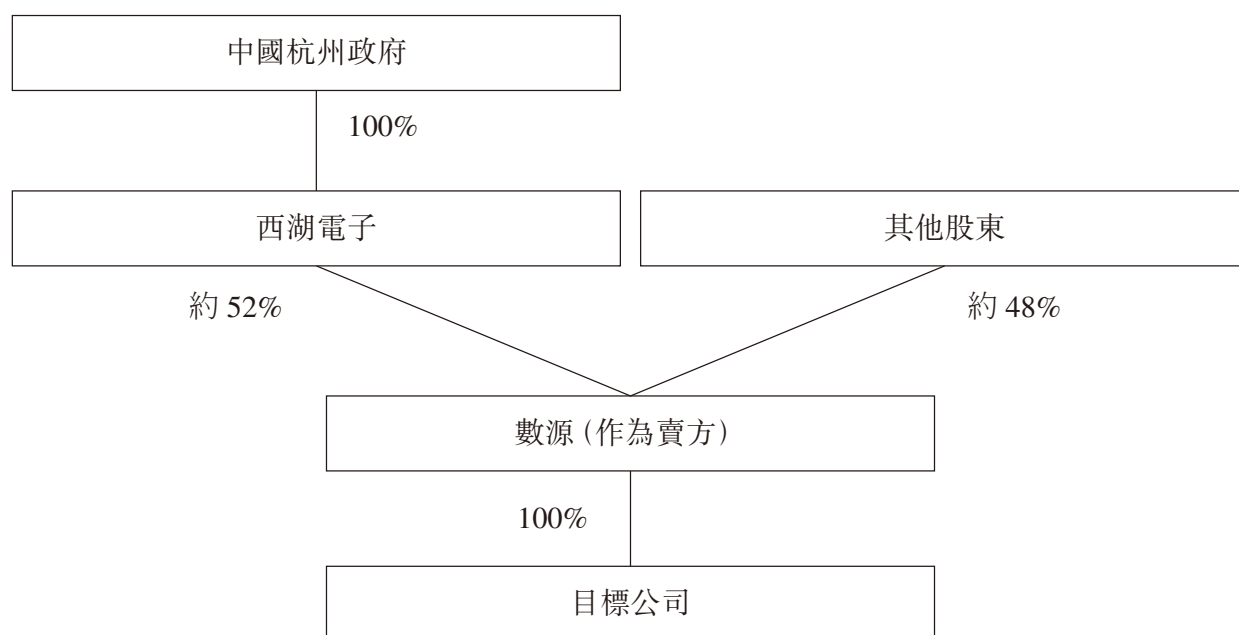 中國杭州政府
100%
西湖電子
其他股東
約 52%
約 48%
數源(作為賣方)
100%
目標公司